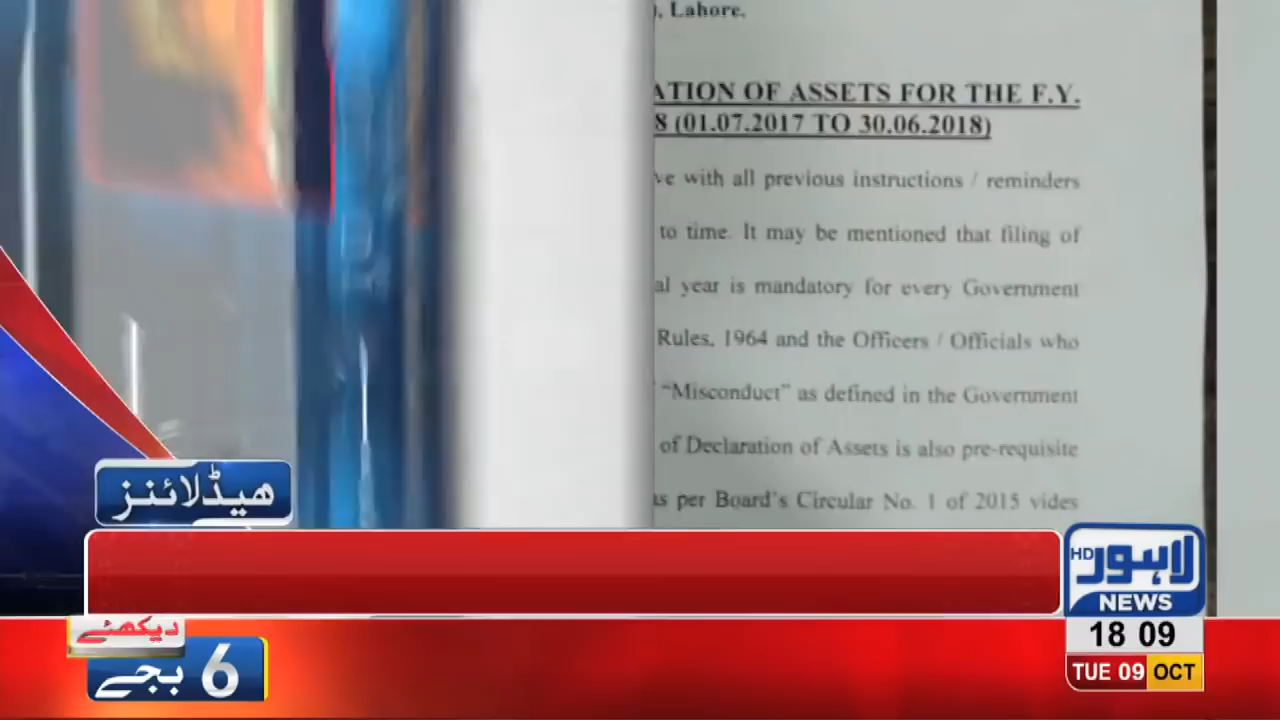 ), Lahore.
ATION OF ASSETS FOR THE F.Y.
8 (01.07.2017 TO 30.06.2018)
ve with all previous instructions / reminders
to time. It may be mentioned that filing of
al year is mandatory for every Government
Rules, 1964 and the Officers / Officials who
“Misconduct” as defined in the Government
of Declaration of Assets is also pre-requisite
as per Board's Circular No. 1 of 2015 vides
ھیڈلائنز
HD لاہور
NEWS
18 09
TUE 09 OCT
دیکھئے
6 بجے